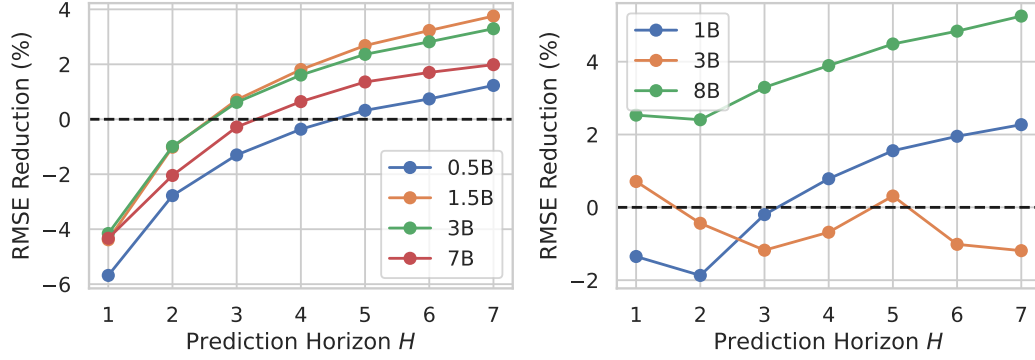 RMSE Reduction (%)
4
2
0
−2
−4
−6
0.5B
1.5B
3B
7B
1 2 3 4 5 6 7
Prediction Horizon H
RMSE Reduction (%)
4
2
0
−2
1B
3B
8B
1 2 3 4 5 6 7
Prediction Horizon H